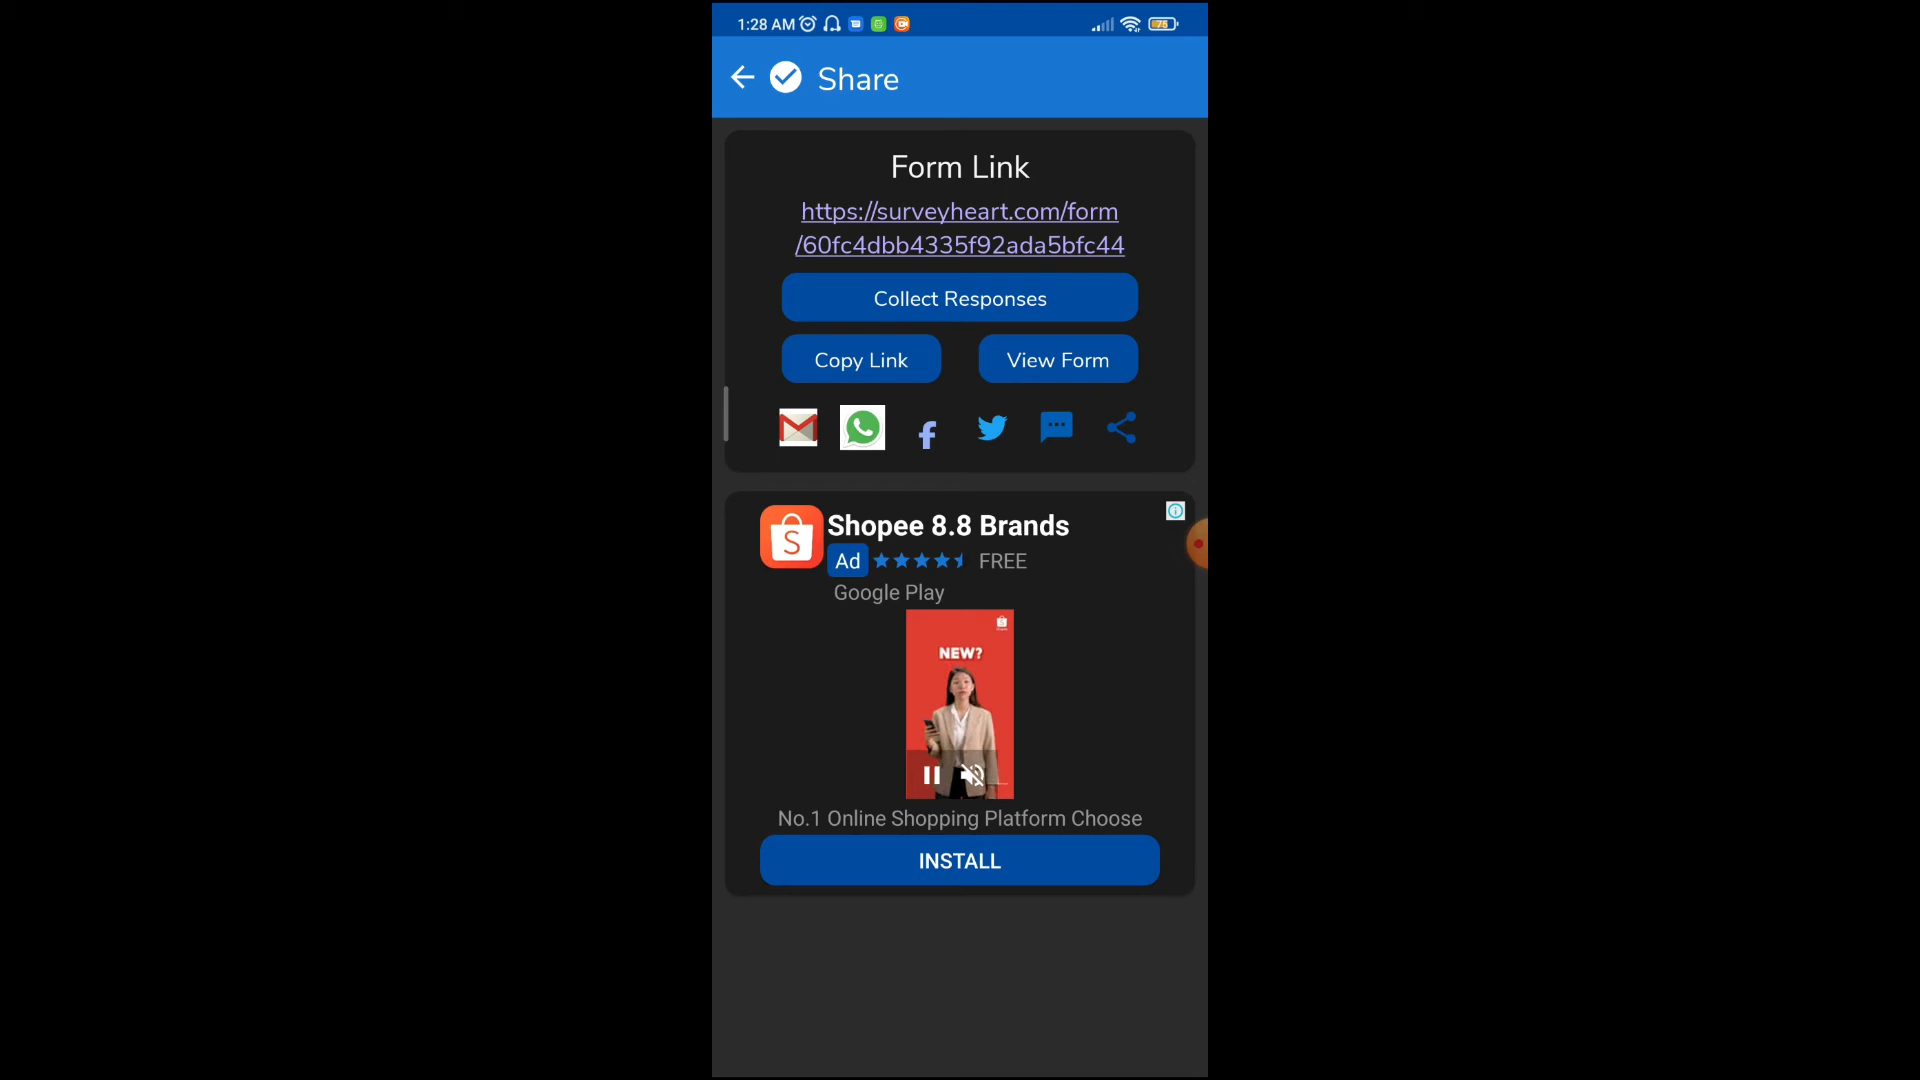 1:28 AM
75
Share
Form Link
https://surveyheart.com/form
/60fc4dbb4335f92ada5bfc44
Collect Responses
Copy Link
View Form
Shopee 8.8 Brands
Ad
FREE
Google Play
NEW?
No.1 Online Shopping Platform Choose
INSTALL